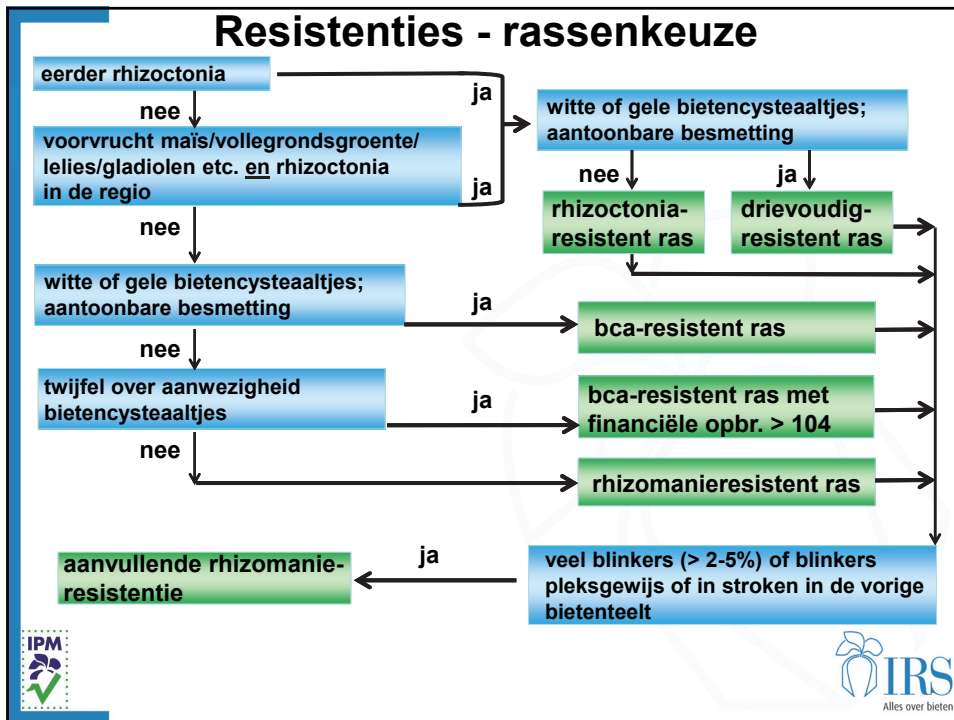 Resistenties - rassenkeuze
eerder rhizoctonia
ja
nee
voorvrucht maïs/vollegrondsgroente/
lelies/gladiolen etc. en rhizoctonia
in de regio
ja
witte of gele bietencysteaaltjes;
aantoonbare besmetting
nee
ja
rhizoctonia-
resistent ras
drievoudig-
resistent ras
nee
witte of gele bietencysteaaltjes;
aantoonbare besmetting
ja
bca-resistent ras
nee
twijfel over aanwezigheid
bietencysteaaltjes
ja
bca-resistent ras met
financiële opbr. > 104
nee
rhizomanieresistent ras
veel blinkers (> 2-5%) of blinkers
pleksgewijs of in stroken in de vorige
bietenteelt
ja
aanvullende rhizomanie-
resistentie
IPM
IRS
Alles over bieten